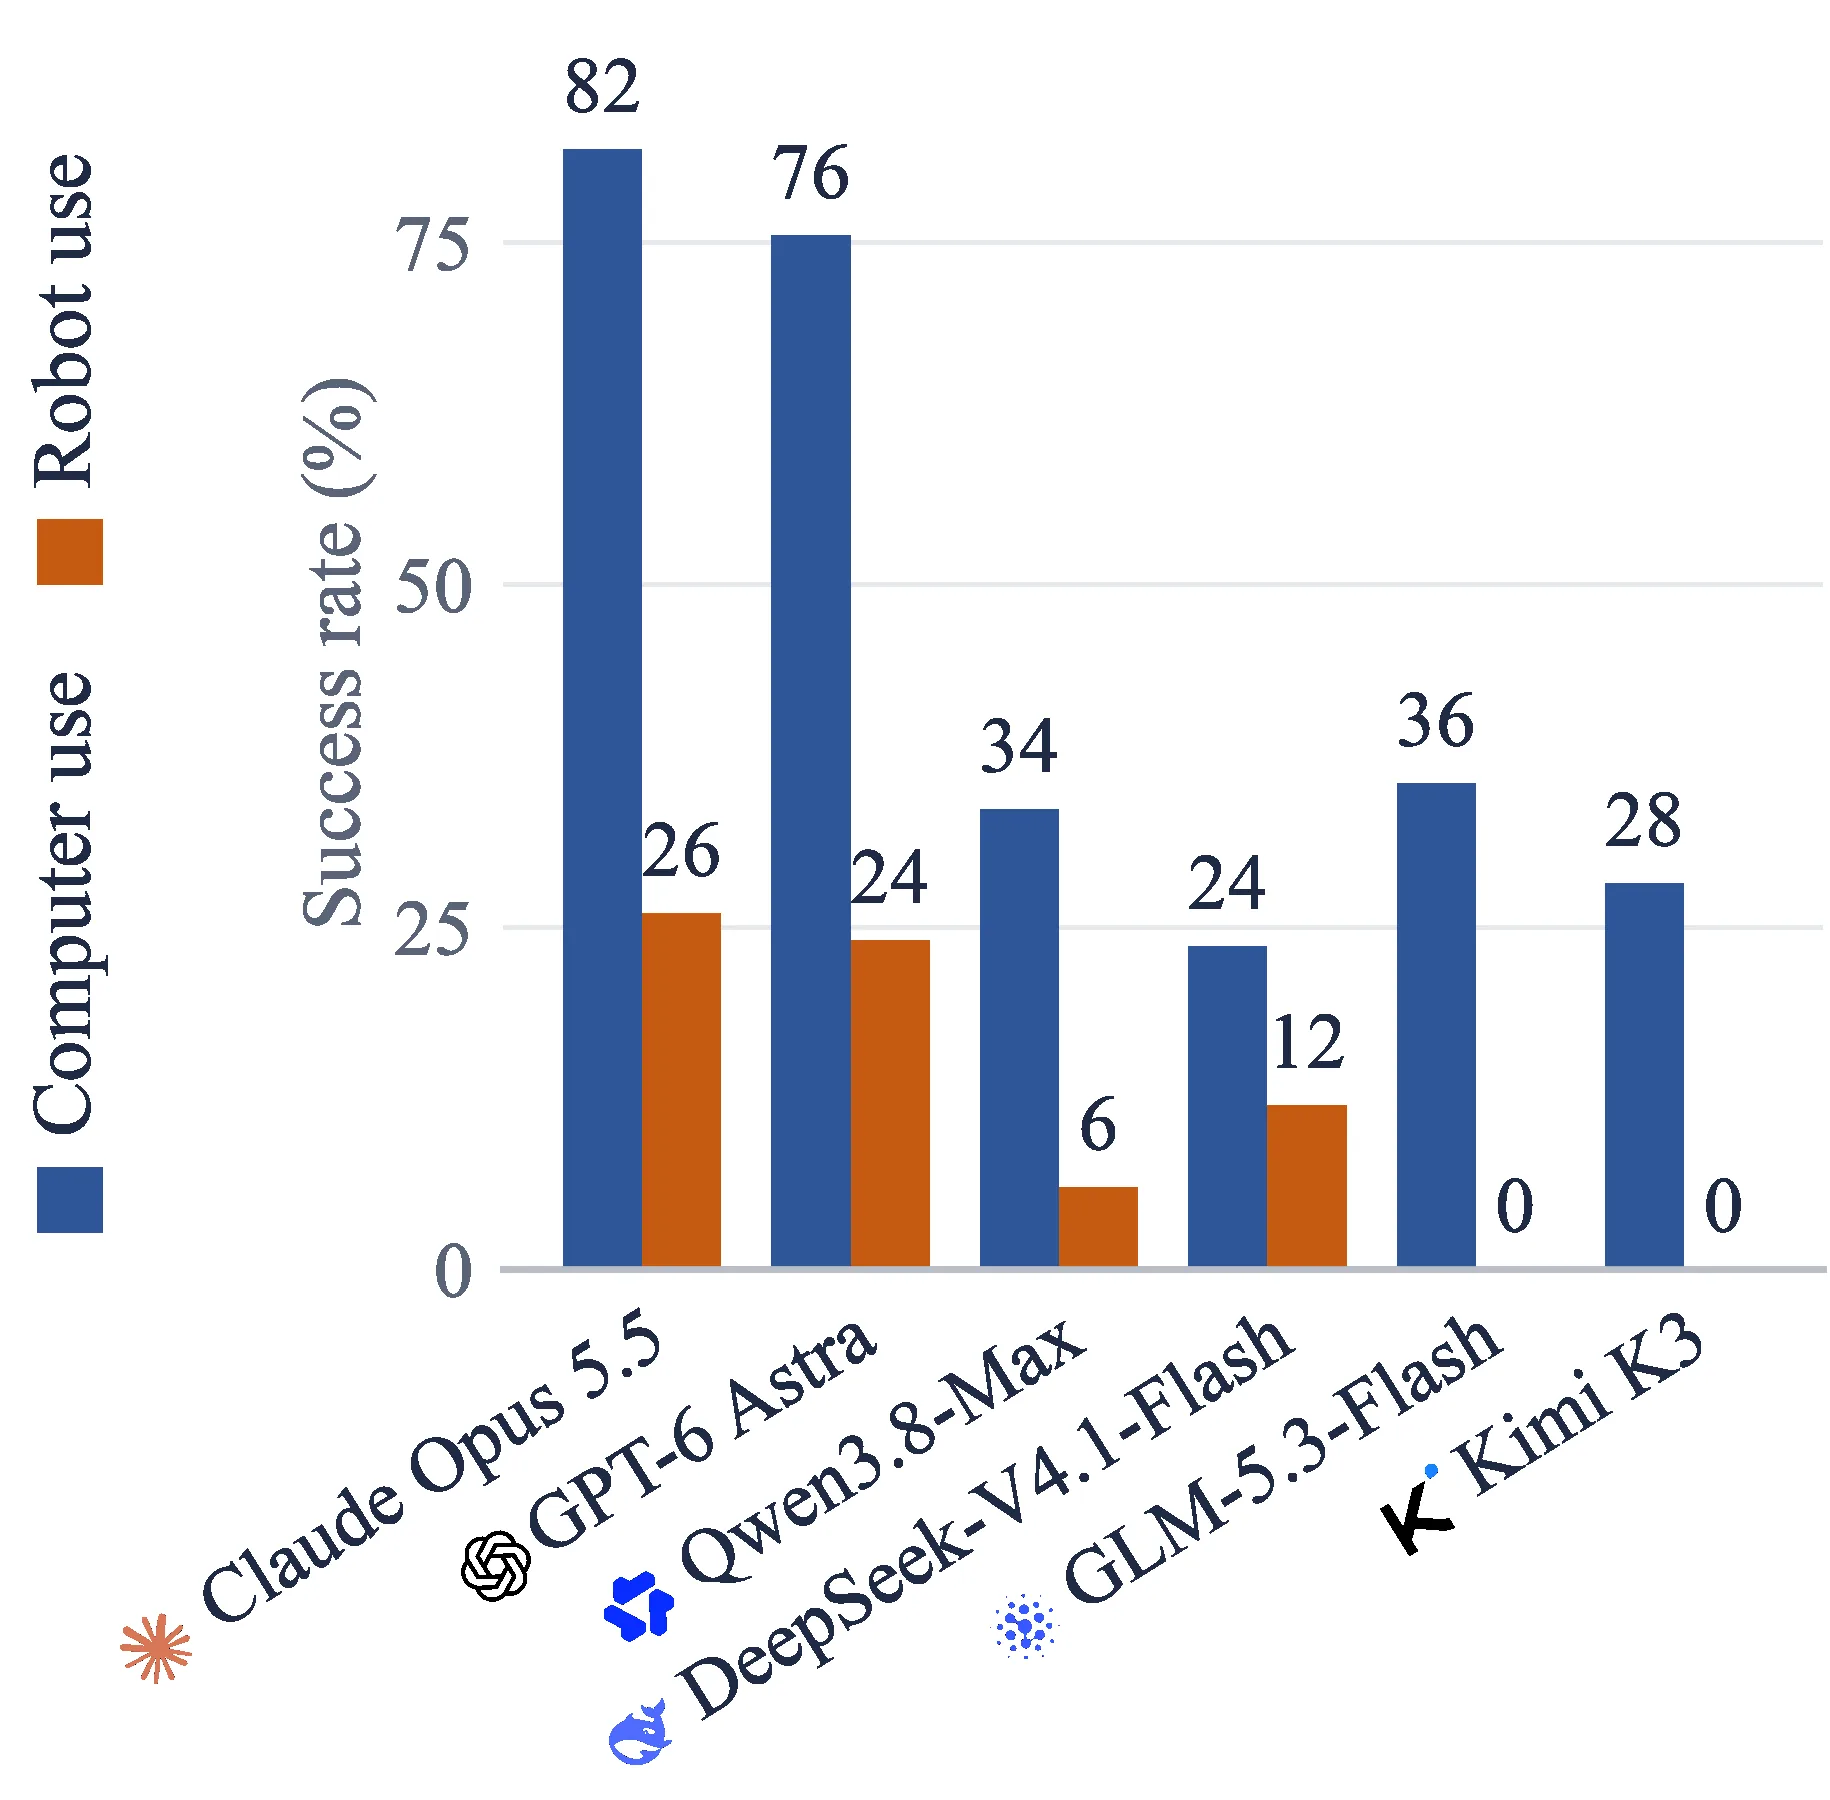 Computer use
Robot use
Success rate (%)
75
50
25
0
82
26
76
24
34
6
24
12
36
0
28
0
Claude Opus 5.5
GPT-6 Astra
Qwen3.8-Max
DeepSeek-V4.1-Flash
GLM-5.3-Flash
Kimi K3